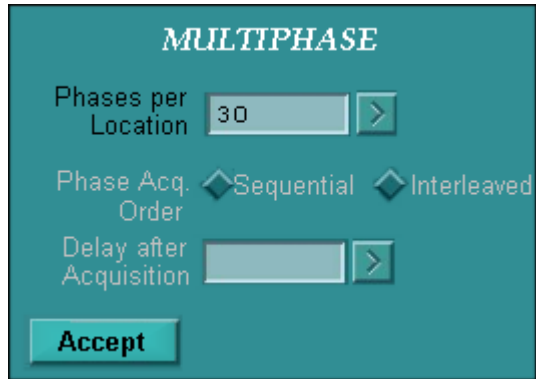 MULTIPHASE
Phases per
Location 30 >
Phase Acq. Sequential Interleaved
Order
Delay after
Acquisition >
Accept